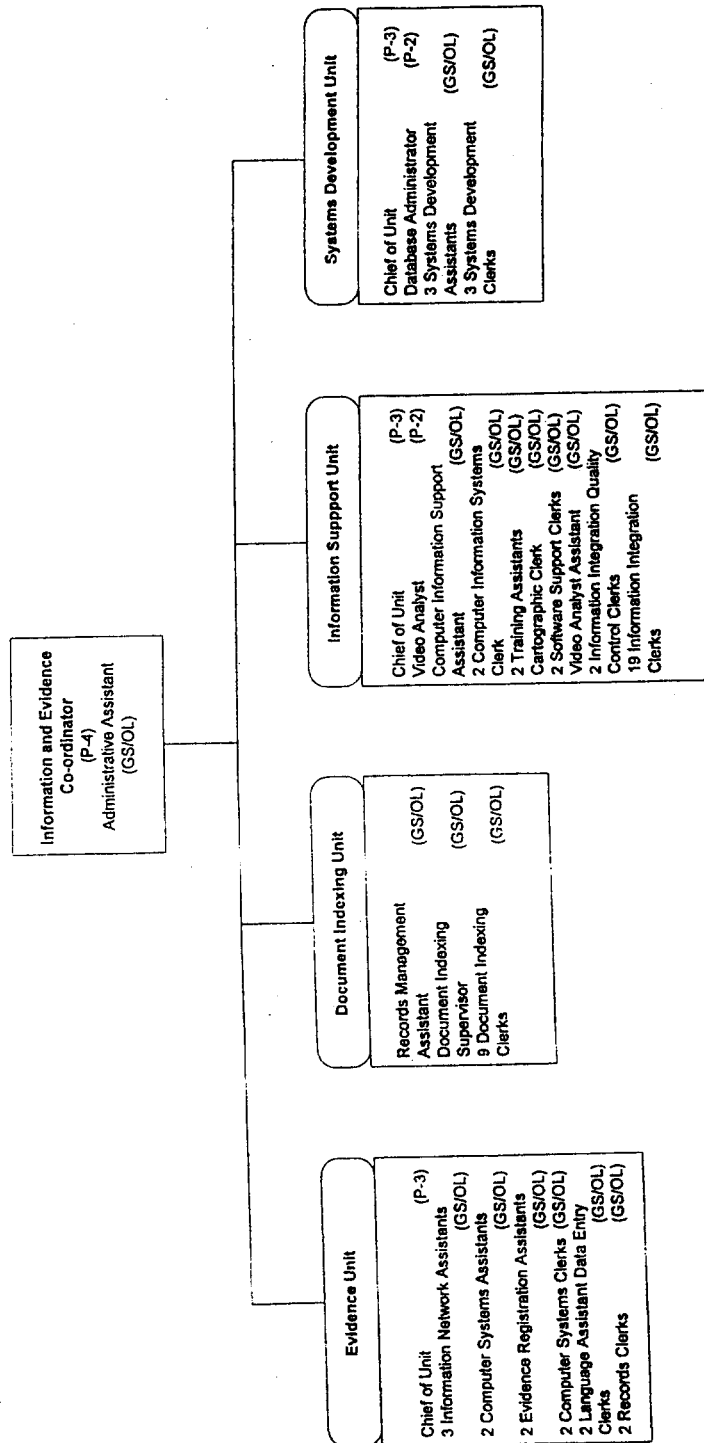 Information and Evidence
Co-ordinator
(P-4)
Administrative Assistant
(GS/OL)
Evidence Unit
Chief of Unit (P-3)
3 Information Network Assistants
(GS/OL)
2 Computer Systems Assistants
(GS/OL)
2 Evidence Registration Assistants
(GS/OL)
2 Computer Systems Clerks (GS/OL)
2 Language Assistant Data Entry
Clerks (GS/OL)
2 Records Clerks (GS/OL)
Document Indexing Unit
Records Management
Assistant (GS/OL)
Document Indexing
Supervisor (GS/OL)
9 Document Indexing
Clerks (GS/OL)
Information Suppport Unit
Chief of Unit (P-3)
Video Analyst (P-2)
Computer Information Support
Assistant (GS/OL)
2 Computer Information Systems
Clerk (GS/OL)
2 Training Assistants (GS/OL)
Cartographic Clerk (GS/OL)
2 Software Support Clerks (GS/OL)
Video Analyst Assistant (GS/OL)
2 Information Integration Quality
Control Clerks (GS/OL)
19 Information Integration
Clerks (GS/OL)
Systems Development Unit
Chief of Unit (P-3)
Database Administrator (P-2)
3 Systems Development
Assistants (GS/OL)
3 Systems Development
Clerks (GS/OL)